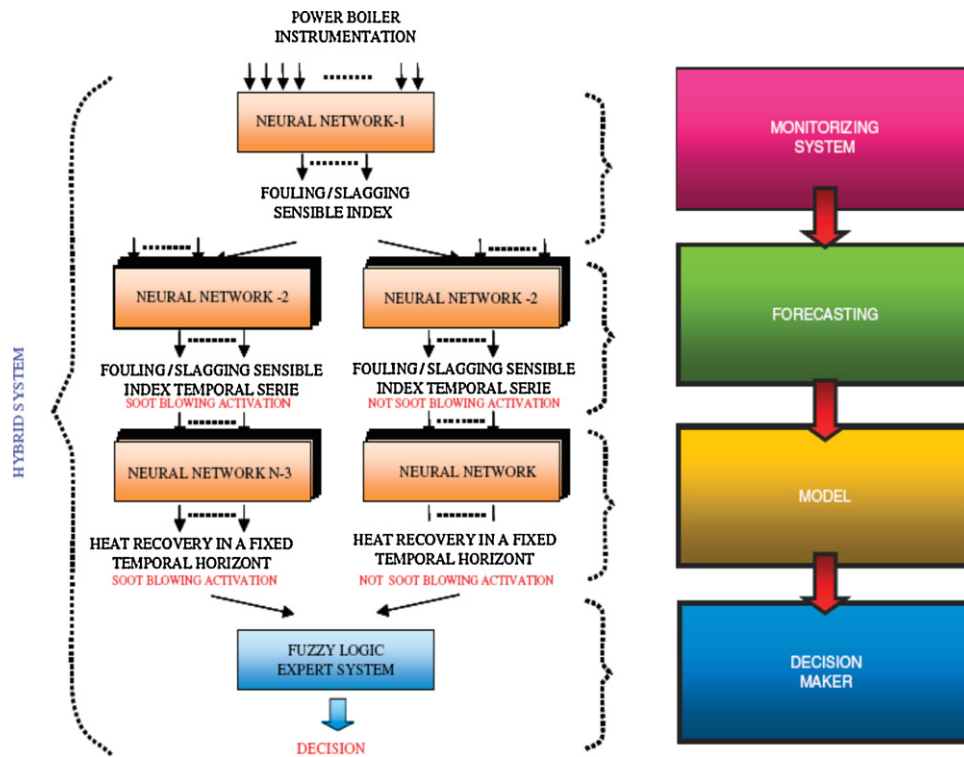 POWER BOILER
INSTRUMENTATION
NEURAL NETWORK-1
FOULING/SLAGGING
SENSIBLE INDEX
NEURAL NETWORK -2
NEURAL NETWORK -2
FOULING/SLAGGING SENSIBLE
INDEX TEMPORAL SERIE
SOOT BLOWING ACTIVATION
FOULING/SLAGGING SENSIBLE
INDEX TEMPORAL SERIE
NOT SOOT BLOWING ACTIVATION
NEURAL NETWORK N-3
NEURAL NETWORK
HEAT RECOVERY IN A FIXED
TEMPORAL HORIZONT
SOOT BLOWING ACTIVATION
HEAT RECOVERY IN A FIXED
TEMPORAL HORIZONT
NOT SOOT BLOWING ACTIVATION
FUZZY LOGIC
EXPERT SYSTEM
DECISION
HYBRID SYSTEM
MONITORIZING
SYSTEM
FORECASTING
MODEL
DECISION
MAKER